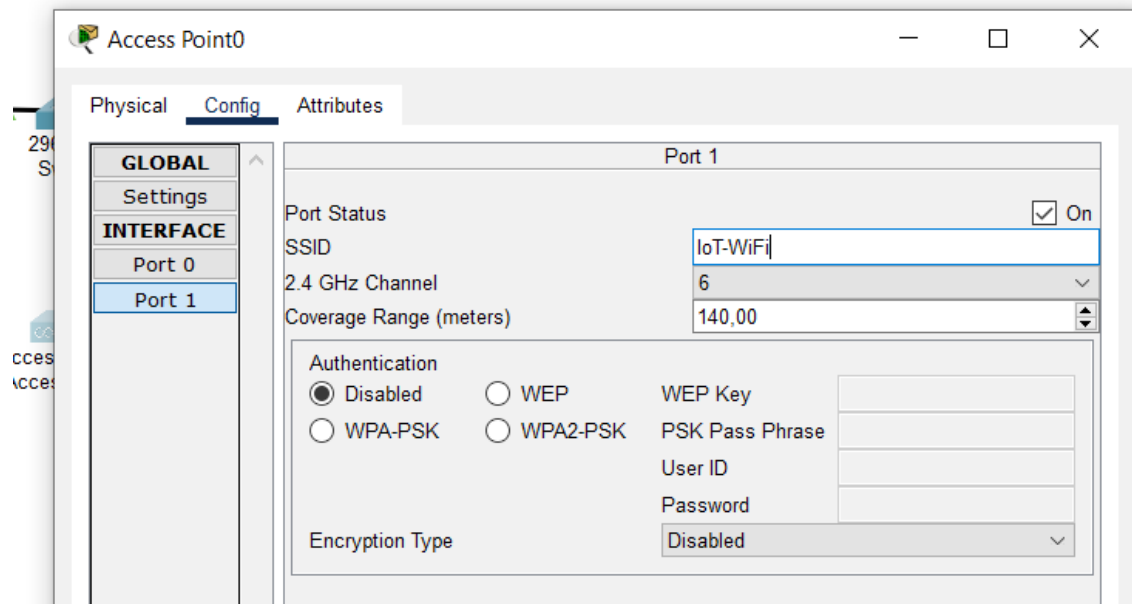 Access Point0
Physical Config Attributes
GLOBAL
Settings
INTERFACE
Port 0
Port 1
Port 1
Port Status On
SSID IoT-WiFi
2.4 GHz Channel 6
Coverage Range (meters) 140,00
Authentication
Disabled WEP WEP Key
WPA-PSK WPA2-PSK PSK Pass Phrase
User ID
Password
Encryption Type Disabled